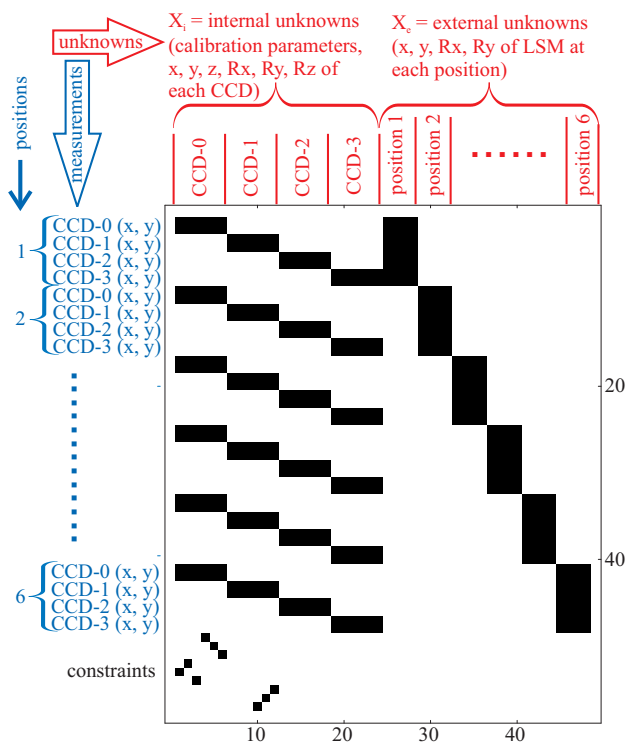 unknowns
Xi = internal unknowns
(calibration parameters,
x, y, z, Rx, Ry, Rz of
each CCD)
Xe = external unknowns
(x, y, Rx, Ry of LSM at
each position)
positions
measurements
CCD-0
CCD-1
CCD-2
CCD-3
position 1
position 2
position 6
1
CCD-0 (x, y)
CCD-1 (x, y)
CCD-2 (x, y)
CCD-3 (x, y)
2
CCD-0 (x, y)
CCD-1 (x, y)
CCD-2 (x, y)
CCD-3 (x, y)
20
40
6
CCD-0 (x, y)
CCD-1 (x, y)
CCD-2 (x, y)
CCD-3 (x, y)
constraints
10
20
30
40